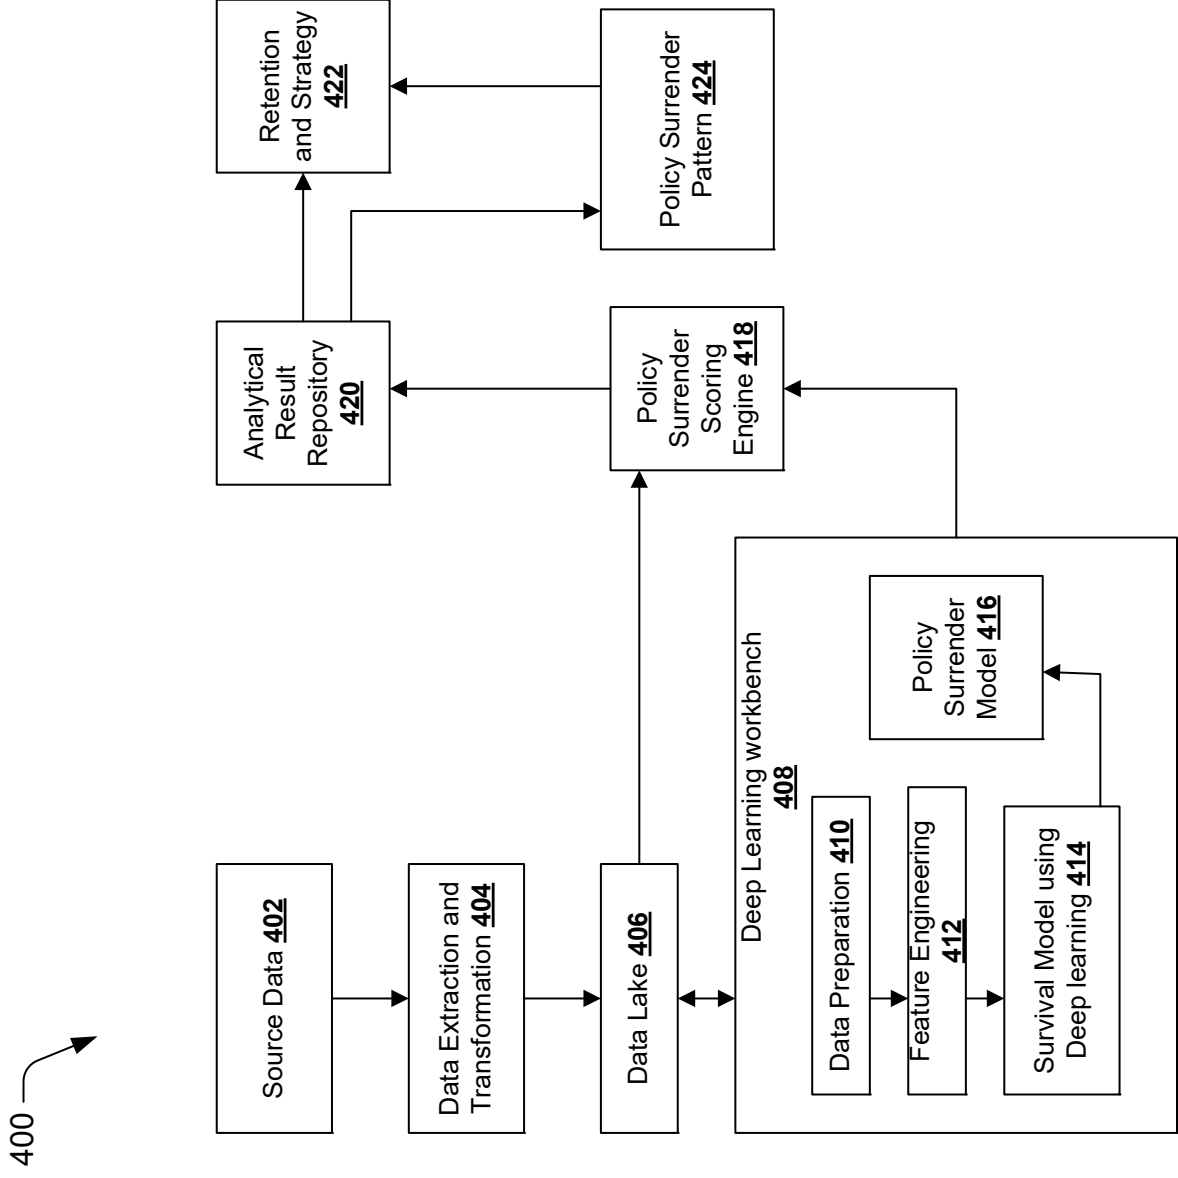 400
Source Data 402
Data Extraction and
Transformation 404
Data Lake 406
Deep Learning workbench
408
Data Preparation 410
Feature Engineering
412
Survival Model using
Deep learning 414
Policy
Surrender
Model 416
Policy
Surrender
Scoring
Engine 418
Analytical
Result
Repository
420
Retention
and Strategy
422
Policy Surrender
Pattern 424